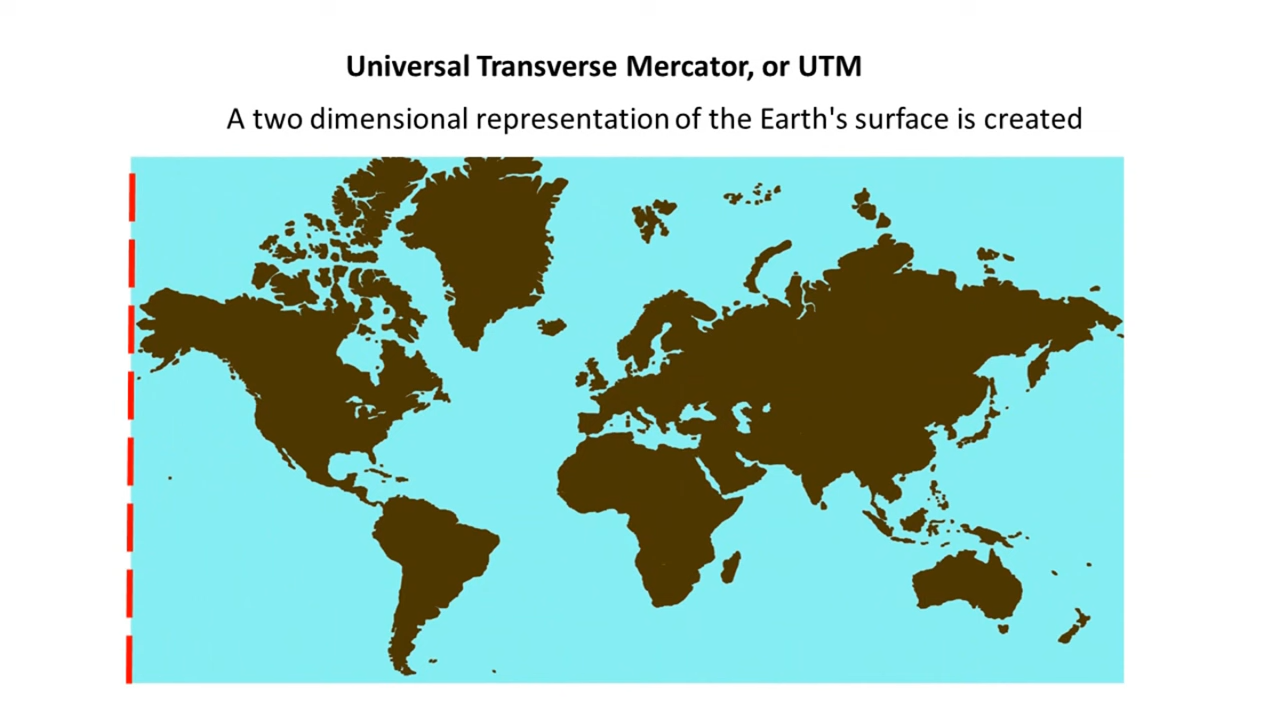 Universal Transverse Mercator, or UTM
A two dimensional representation of the Earth's surface is created